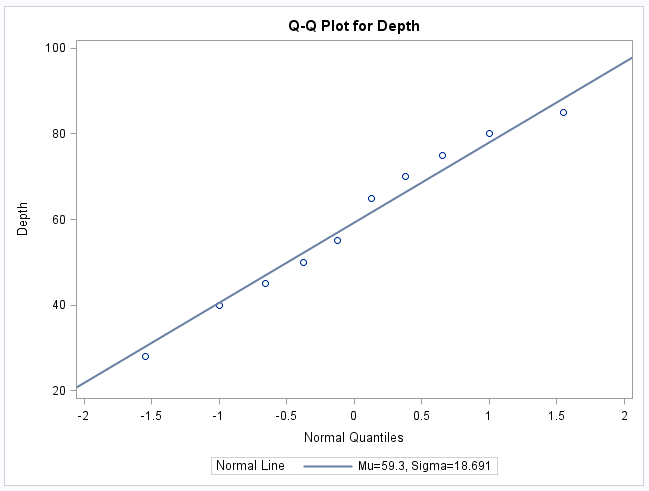 Q-Q Plot for Depth
100
80
60
40
20
Depth
-2 -1.5 -1 -0.5 0 0.5 1 1.5 2
Normal Quantiles
Normal Line Mu=59.3, Sigma=18.691